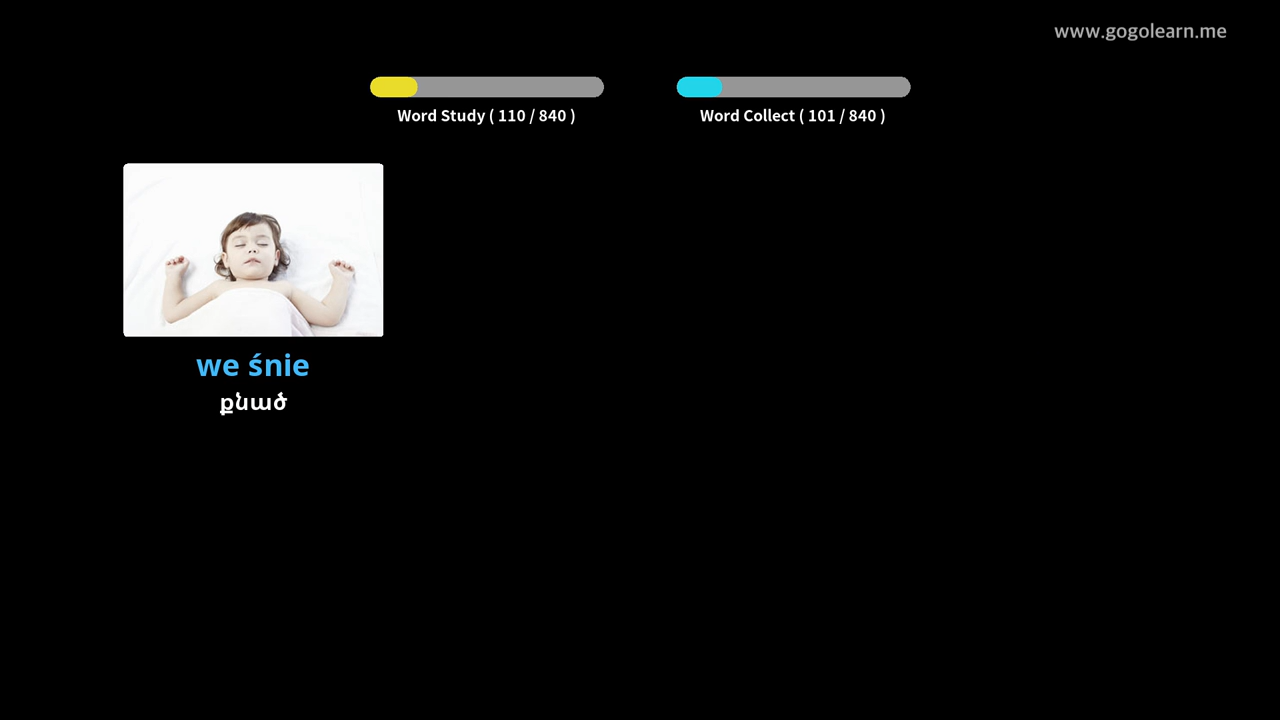 www.gogolearn.me
Word Study ( 110 / 840 )
Word Collect ( 101 / 840 )
we śnie
քնած